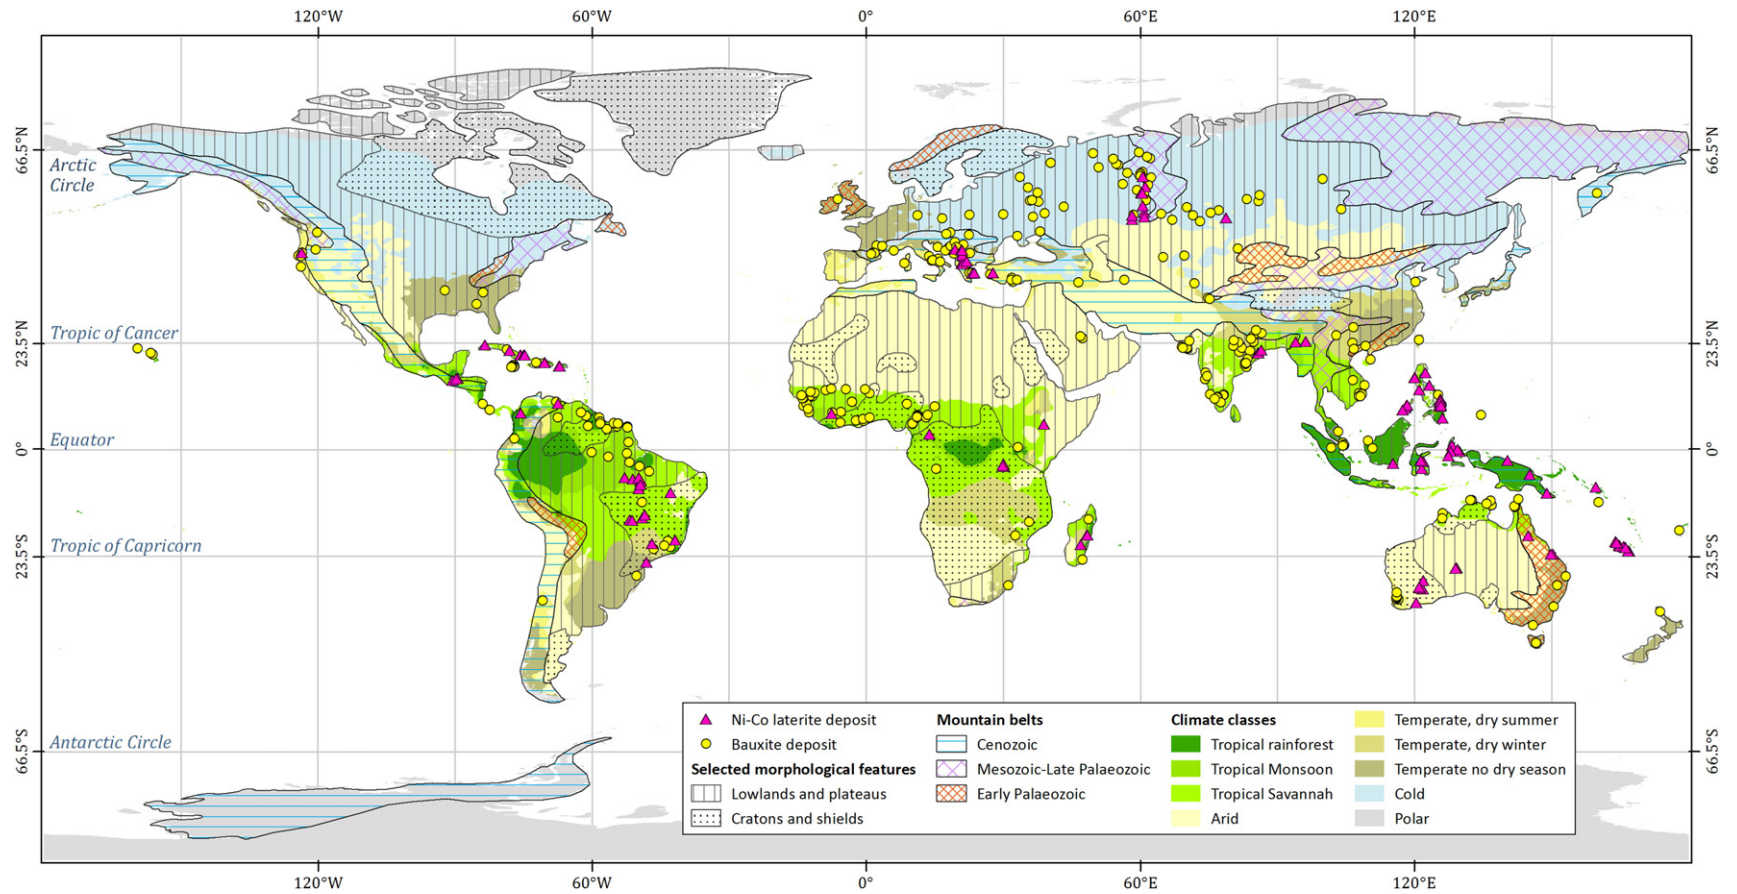 120°W 60°W 0° 60°E 120°E
66.5°N 66.5°N
Arctic
Circle
Tropic of Cancer
23.5°N 23.5°N
Equator
0° 0°
Tropic of Capricorn
23.5°S 23.5°S
Antarctic Circle
66.5°S 66.5°S
Ni-Co laterite deposit
Bauxite deposit
Selected morphological features
Lowlands and plateaus
Cratons and shields
Mountain belts
Cenozoic
Mesozoic-Late Palaeozoic
Early Palaeozoic
Climate classes
Tropical rainforest
Tropical Monsoon
Tropical Savannah
Arid
Temperate, dry summer
Temperate, dry winter
Temperate no dry season
Cold
Polar
120°W 60°W 0° 60°E 120°E